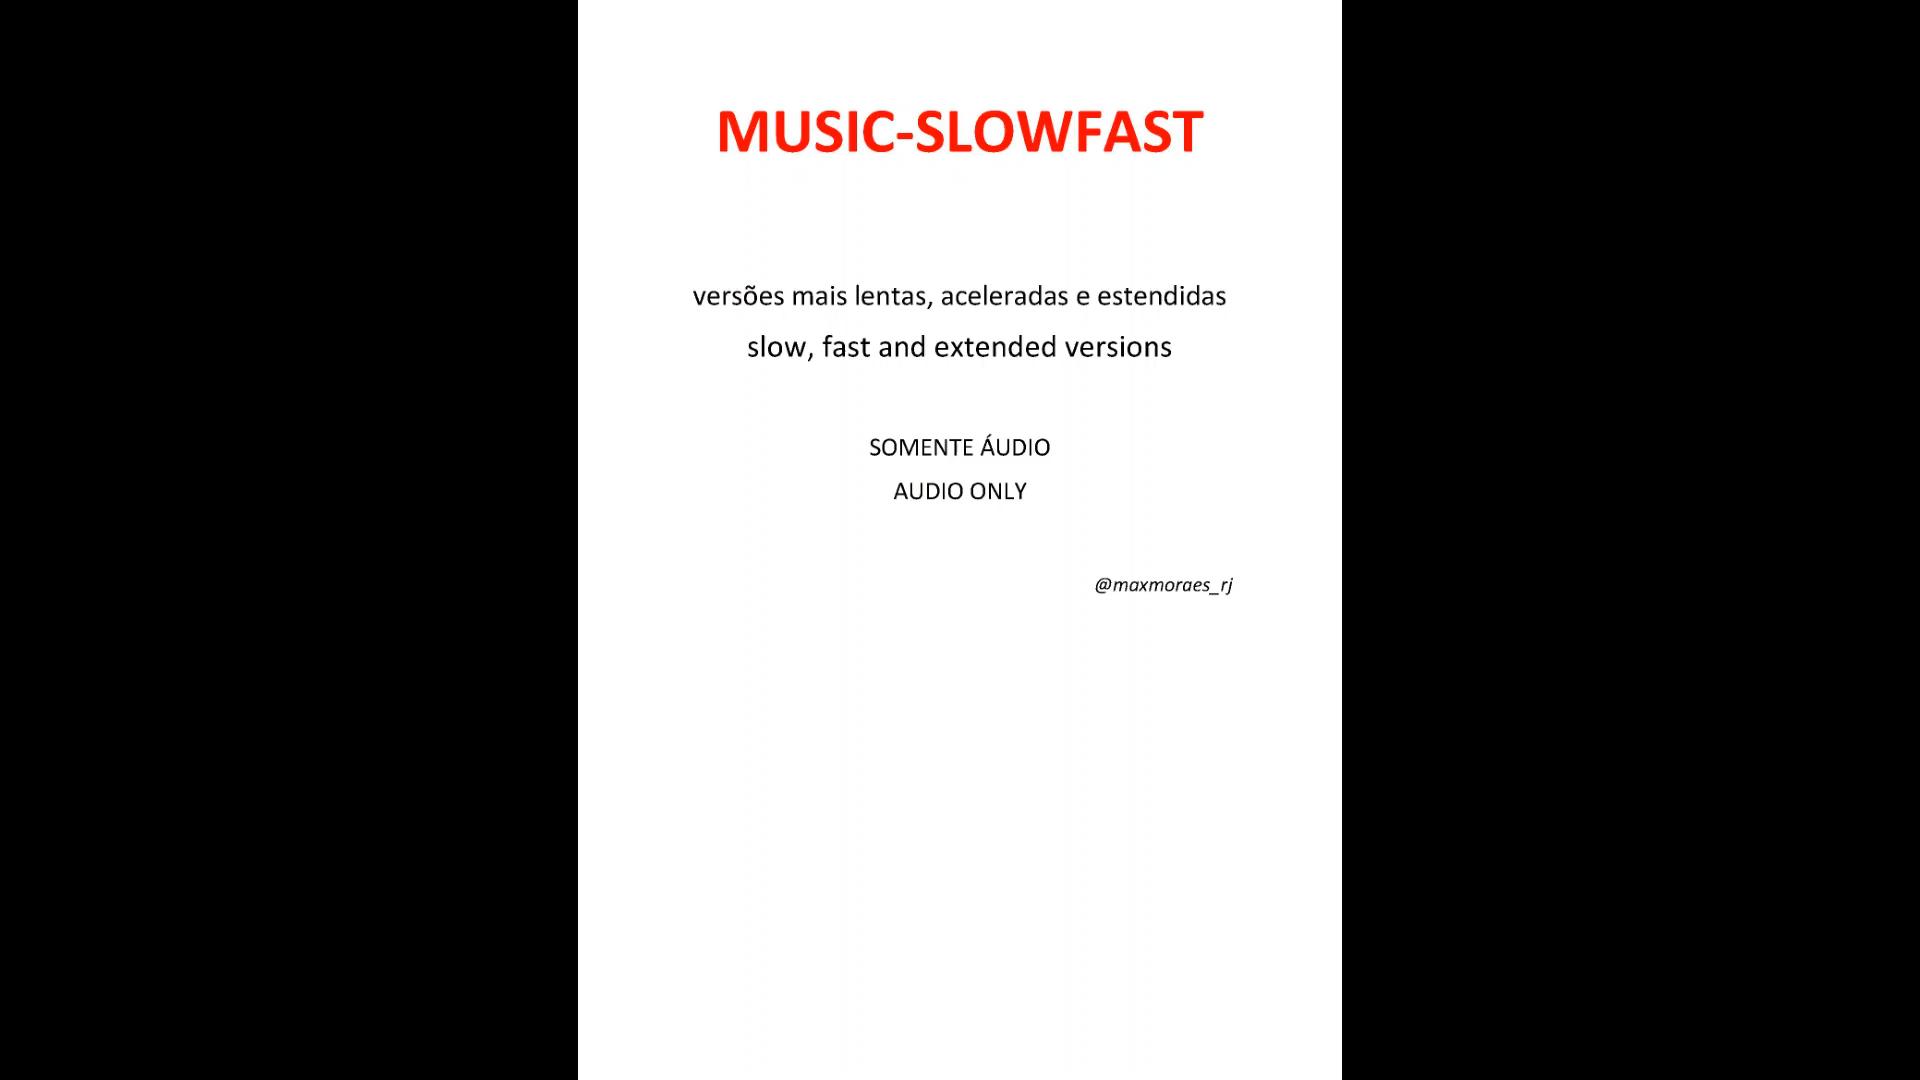 MUSIC-SLOWFAST
versões mais lentas, aceleradas e estendidas
slow, fast and extended versions
SOMENTE ÁUDIO
AUDIO ONLY
@maxmoraes_rj